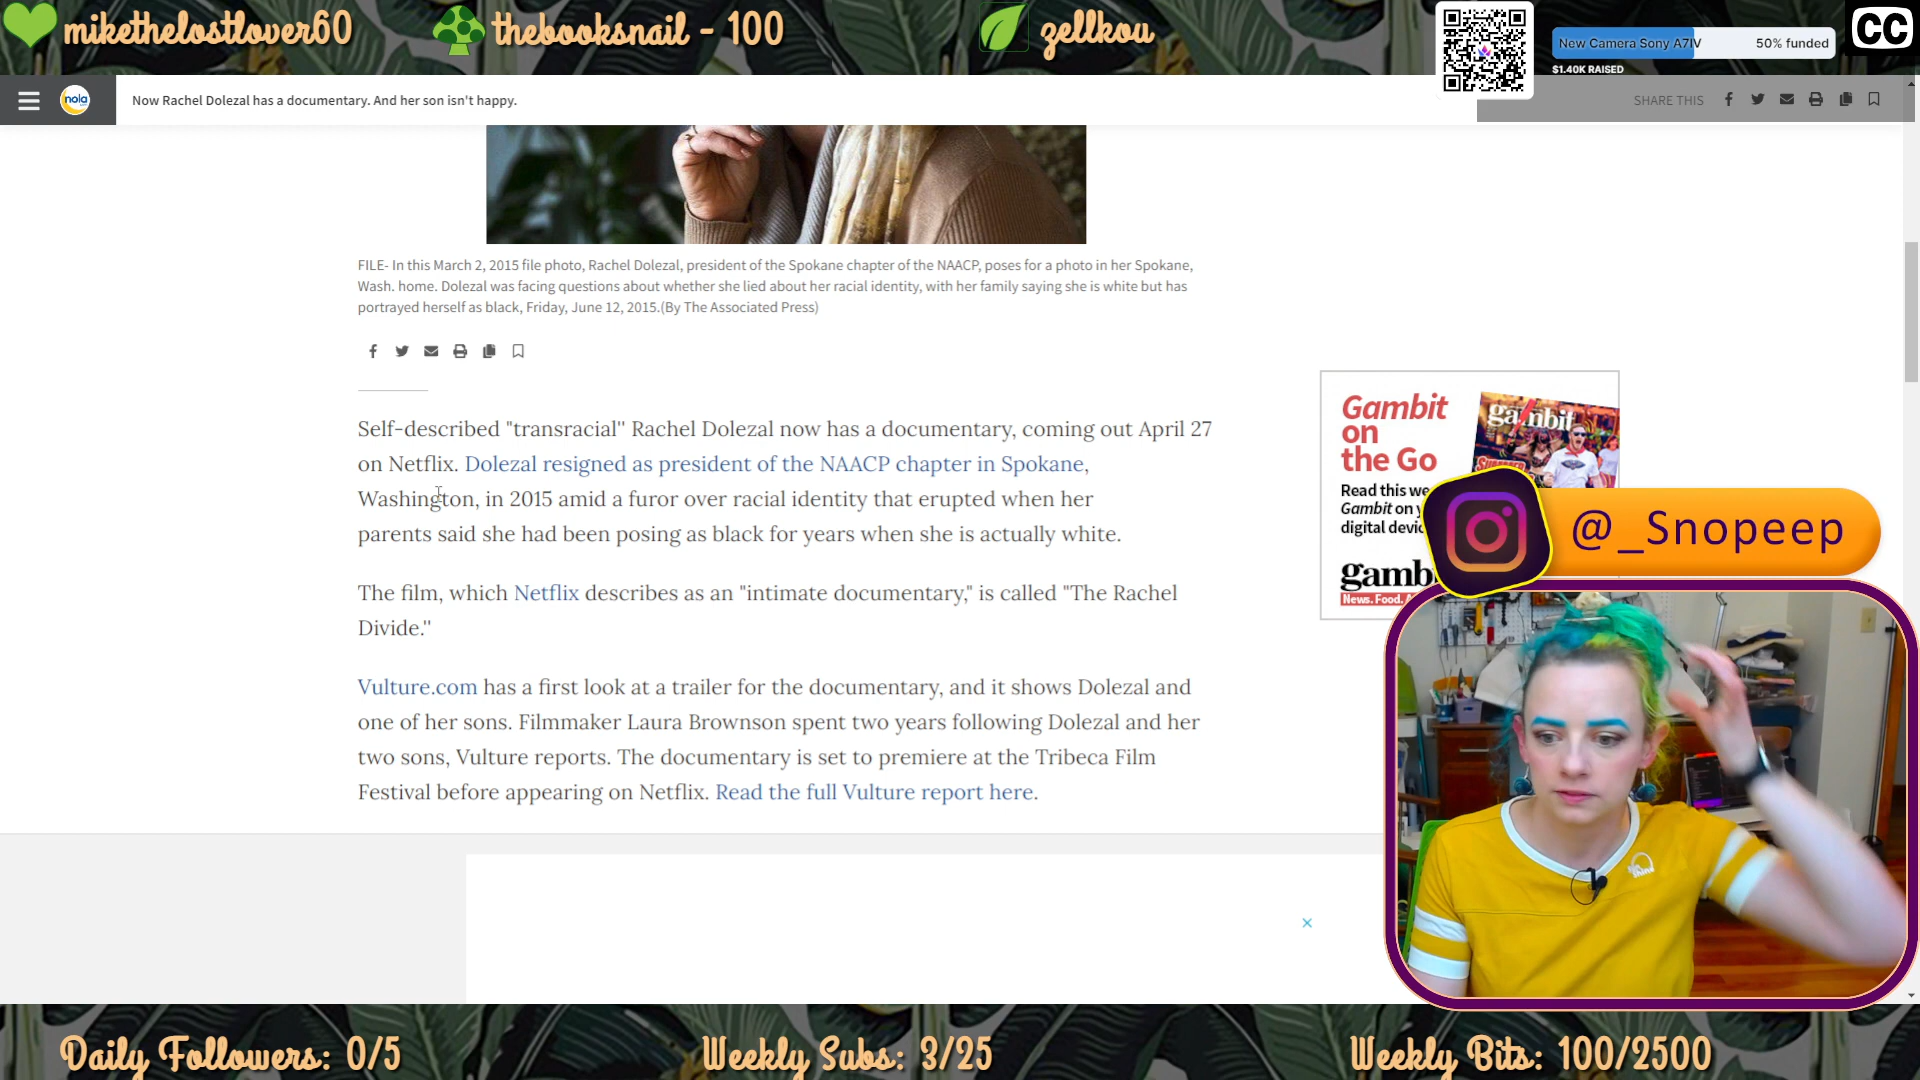 mikethelostlover60
thebooksnail - 100
zellkou
New Camera Sony A7IV 50% funded
$1.40K RAISED
CC
nola
Now Rachel Dolezal has a documentary. And her son isn't happy.
SHARE THIS
FILE- In this March 2, 2015 file photo, Rachel Dolezal, president of the Spokane chapter of the NAACP, poses for a photo in her Spokane,
Wash. home. Dolezal was facing questions about whether she lied about her racial identity, with her family saying she is white but has
portrayed herself as black, Friday, June 12, 2015.(By The Associated Press)
Self-described "transracial" Rachel Dolezal now has a documentary, coming out April 27
on Netflix. Dolezal resigned as president of the NAACP chapter in Spokane,
Washington, in 2015 amid a furor over racial identity that erupted when her
parents said she had been posing as black for years when she is actually white.
The film, which Netflix describes as an "intimate documentary," is called "The Rachel
Divide."
Vulture.com has a first look at a trailer for the documentary, and it shows Dolezal and
one of her sons. Filmmaker Laura Brownson spent two years following Dolezal and her
two sons, Vulture reports. The documentary is set to premiere at the Tribeca Film
Festival before appearing on Netflix. Read the full Vulture report here.
Gambit
on
the Go
gambit
Read this we
Gambit on
digital devic
gamb
News. Food.
@_Snopeep
Daily Followers: 0/5
Weekly Subs: 3/25
Weekly Bits: 100/2500